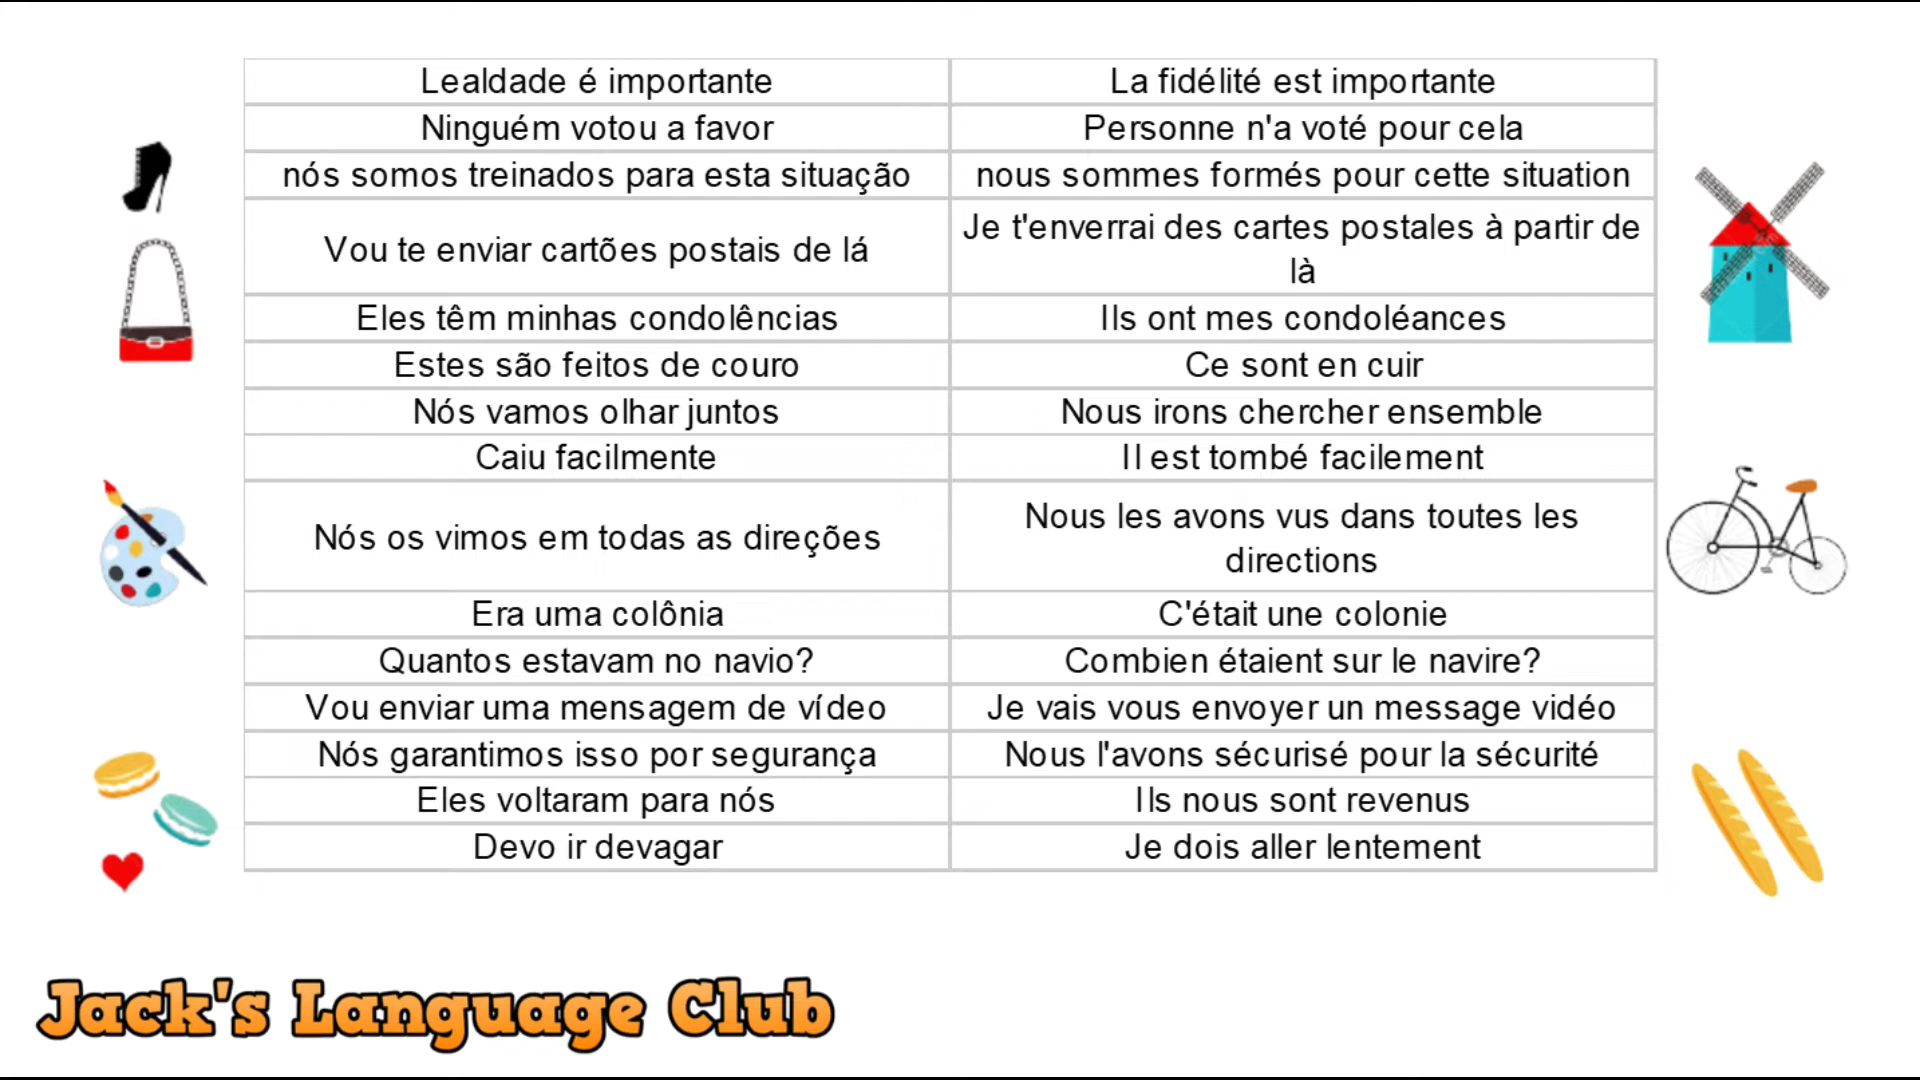 Lealdade é importante La fidélité est importante
Ninguém votou a favor Personne n'a voté pour cela
nós somos treinados para esta situação nous sommes formés pour cette situation
Vou te enviar cartões postais de lá Je t'enverrai des cartes postales à partir de
là
Eles têm minhas condolências Ils ont mes condoléances
Estes são feitos de couro Ce sont en cuir
Nós vamos olhar juntos Nous irons chercher ensemble
Caiu facilmente Il est tombé facilement
Nós os vimos em todas as direções Nous les avons vus dans toutes les
directions
Era uma colônia C'était une colonie
Quantos estavam no navio? Combien étaient sur le navire?
Vou enviar uma mensagem de vídeo Je vais vous envoyer un message vidéo
Nós garantimos isso por segurança Nous l'avons sécurisé pour la sécurité
Eles voltaram para nós Ils nous sont revenus
Devo ir devagar Je dois aller lentement
Jack's Language Club